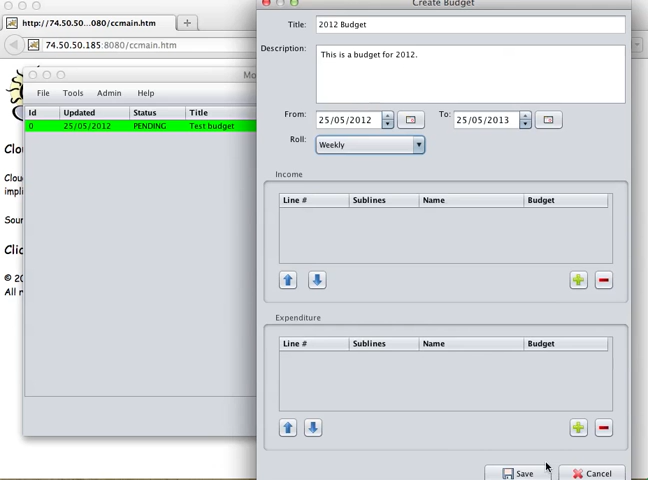 Create Budget
http://74.50.50...080/ccmain.htm
74.50.50.185:8080/ccmain.htm
File Tools Admin Help
Id Updated Status Title
0 25/05/2012 PENDING Test budget
Title: 2012 Budget
Description: This is a budget for 2012.
From: 25/05/2012 To: 25/05/2013
Roll: Weekly
Income
Line # Sublines Name Budget
Expenditure
Line # Sublines Name Budget
Save Cancel